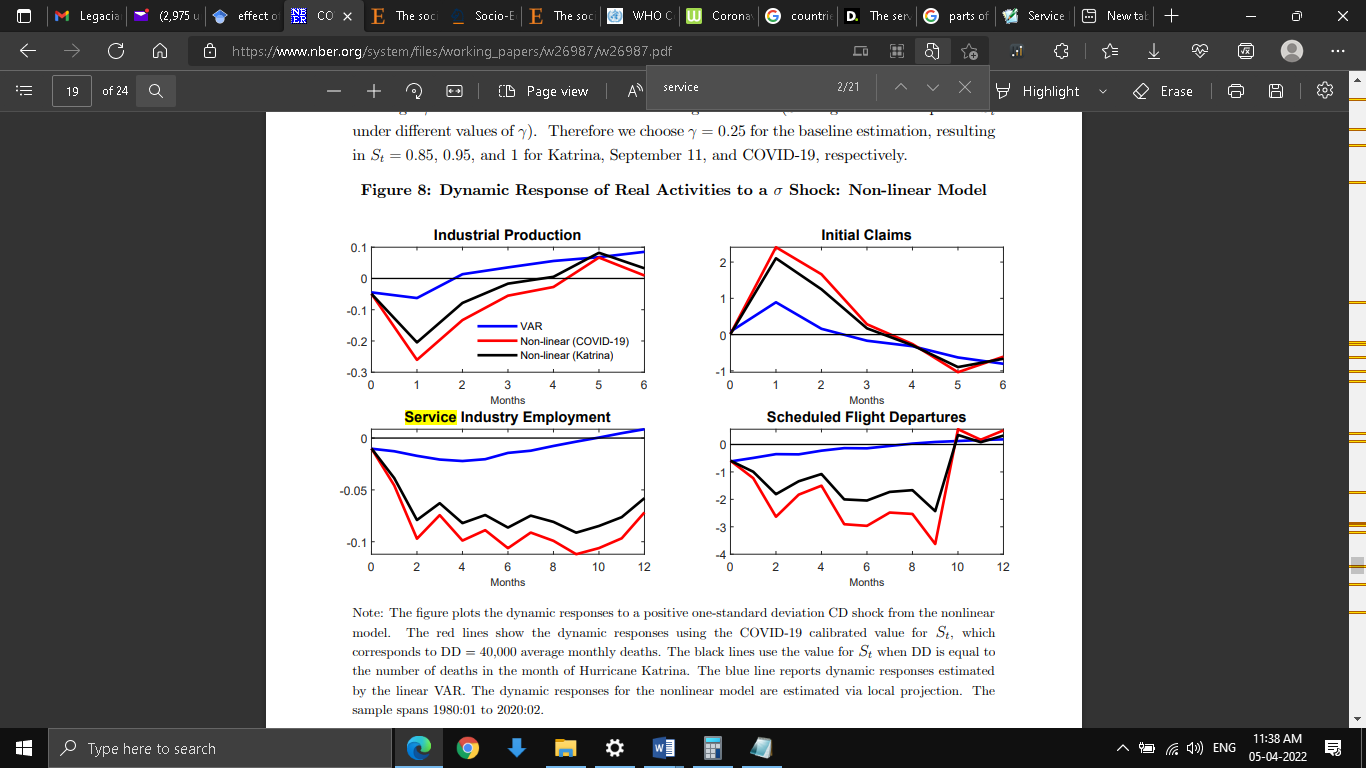 Legacia
(2,975 u
effect o
CO
The soci
Socio-E
The soci
WHO C
Corona
countrie
The serv
parts of
Service
New tab
https://www.nber.org/system/files/working_papers/w26987/w26987.pdf
19 of 24
Page view
service
2/21
Highlight
Erase
under different values of γ). Therefore we choose γ = 0.25 for the baseline estimation, resulting
in St = 0.85, 0.95, and 1 for Katrina, September 11, and COVID-19, respectively.
Figure 8: Dynamic Response of Real Activities to a σ Shock: Non-linear Model
Industrial Production
0.1
0
-0.1
-0.2
-0.3
VAR
Non-linear (COVID-19)
Non-linear (Katrina)
0 1 2 3 4 5 6
Months
Initial Claims
2
1
0
-1
0 1 2 3 4 5 6
Months
Service Industry Employment
0
-0.05
-0.1
0 2 4 6 8 10 12
Months
Scheduled Flight Departures
0
-1
-2
-3
-4
0 2 4 6 8 10 12
Months
Note: The figure plots the dynamic responses to a positive one-standard deviation CD shock from the nonlinear
model. The red lines show the dynamic responses using the COVID-19 calibrated value for St, which
corresponds to DD = 40,000 average monthly deaths. The black lines use the value for St when DD is equal to
the number of deaths in the month of Hurricane Katrina. The blue line reports dynamic responses estimated
by the linear VAR. The dynamic responses for the nonlinear model are estimated via local projection. The
sample spans 1980:01 to 2020:02.
Type here to search
ENG
11:38 AM
05-04-2022